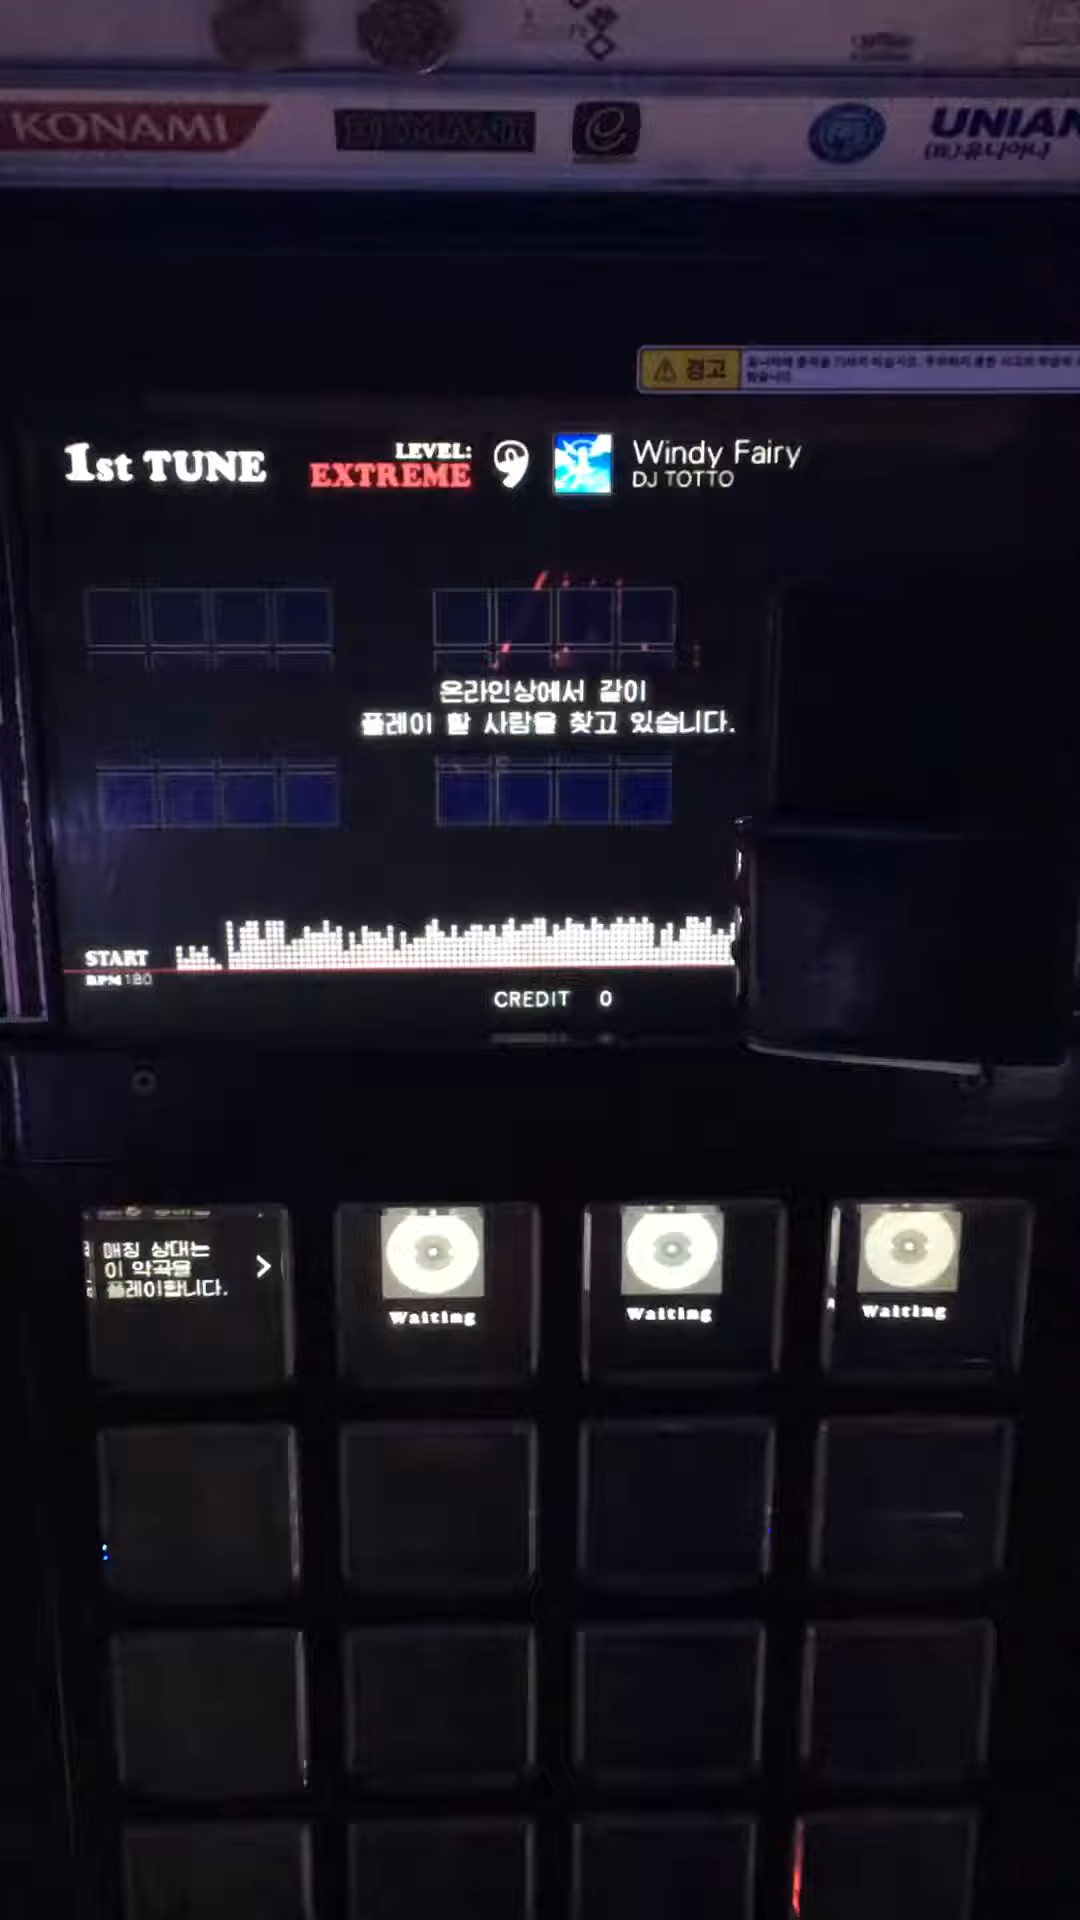 KONAMI
BEMANI
e
UNIANA
(주)유니아나
경고
1st TUNE
LEVEL:
EXTREME
9
Windy Fairy
DJ TOTTO
온라인상에서 같이
플레이 할 사람을 찾고 있습니다.
START
BPM 180
CREDIT 0
매칭 상대는
이 악곡을
플레이합니다.
Waiting
Waiting
Waiting